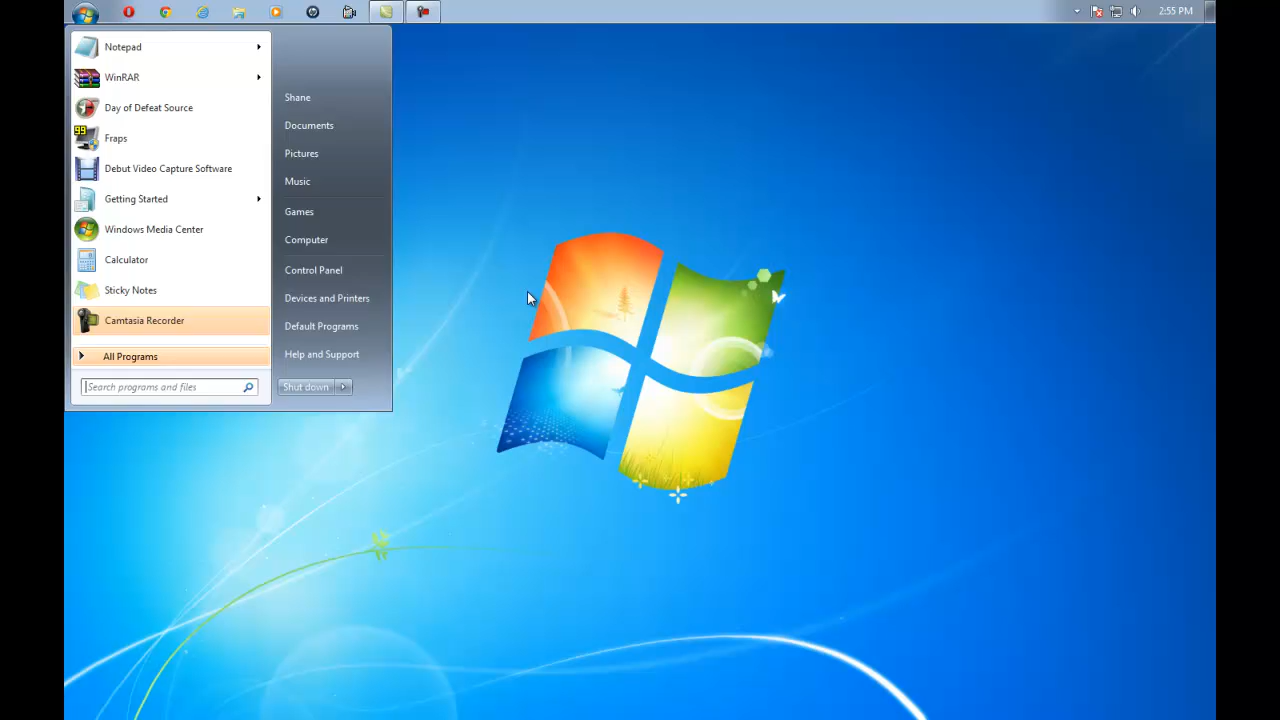 2:55 PM
Notepad
WinRAR
Day of Defeat Source
99
Fraps
Debut Video Capture Software
Getting Started
Windows Media Center
Calculator
Sticky Notes
Camtasia Recorder
All Programs
Search programs and files
Shane
Documents
Pictures
Music
Games
Computer
Control Panel
Devices and Printers
Default Programs
Help and Support
Shut down